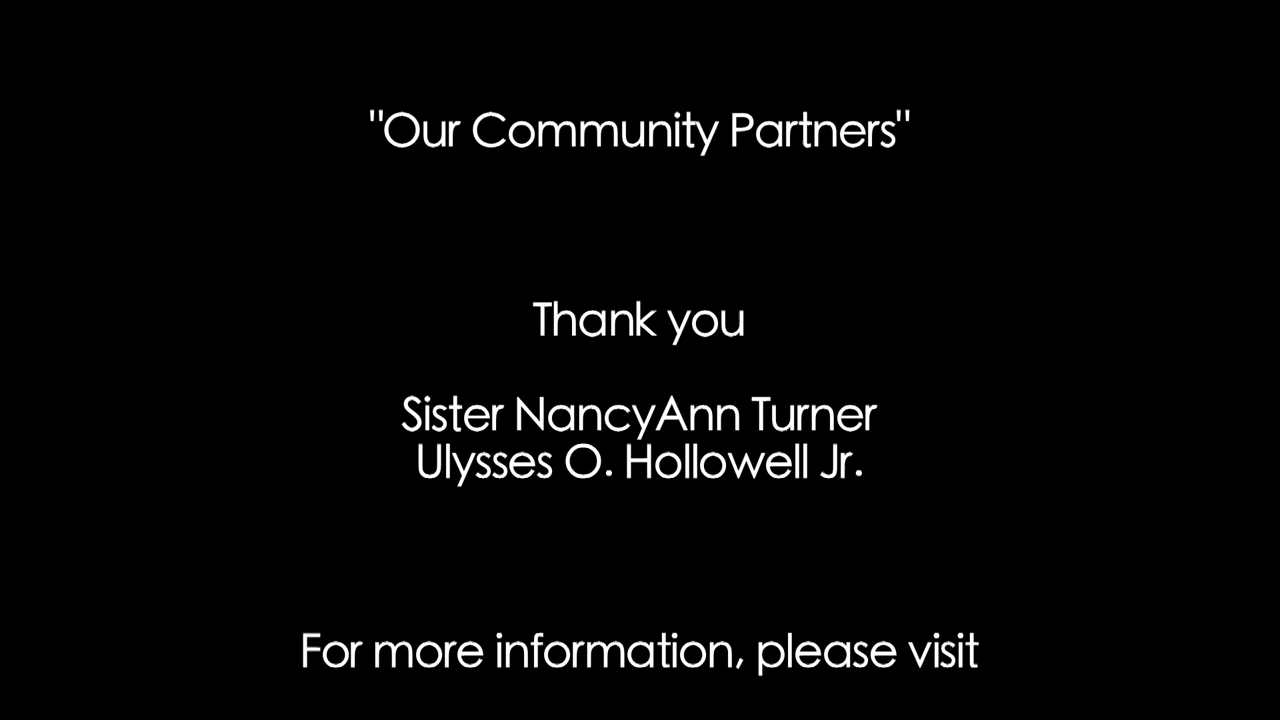 "Our Community Partners"
Thank you
Sister NancyAnn Turner
Ulysses O. Hollowell Jr.
For more information, please visit